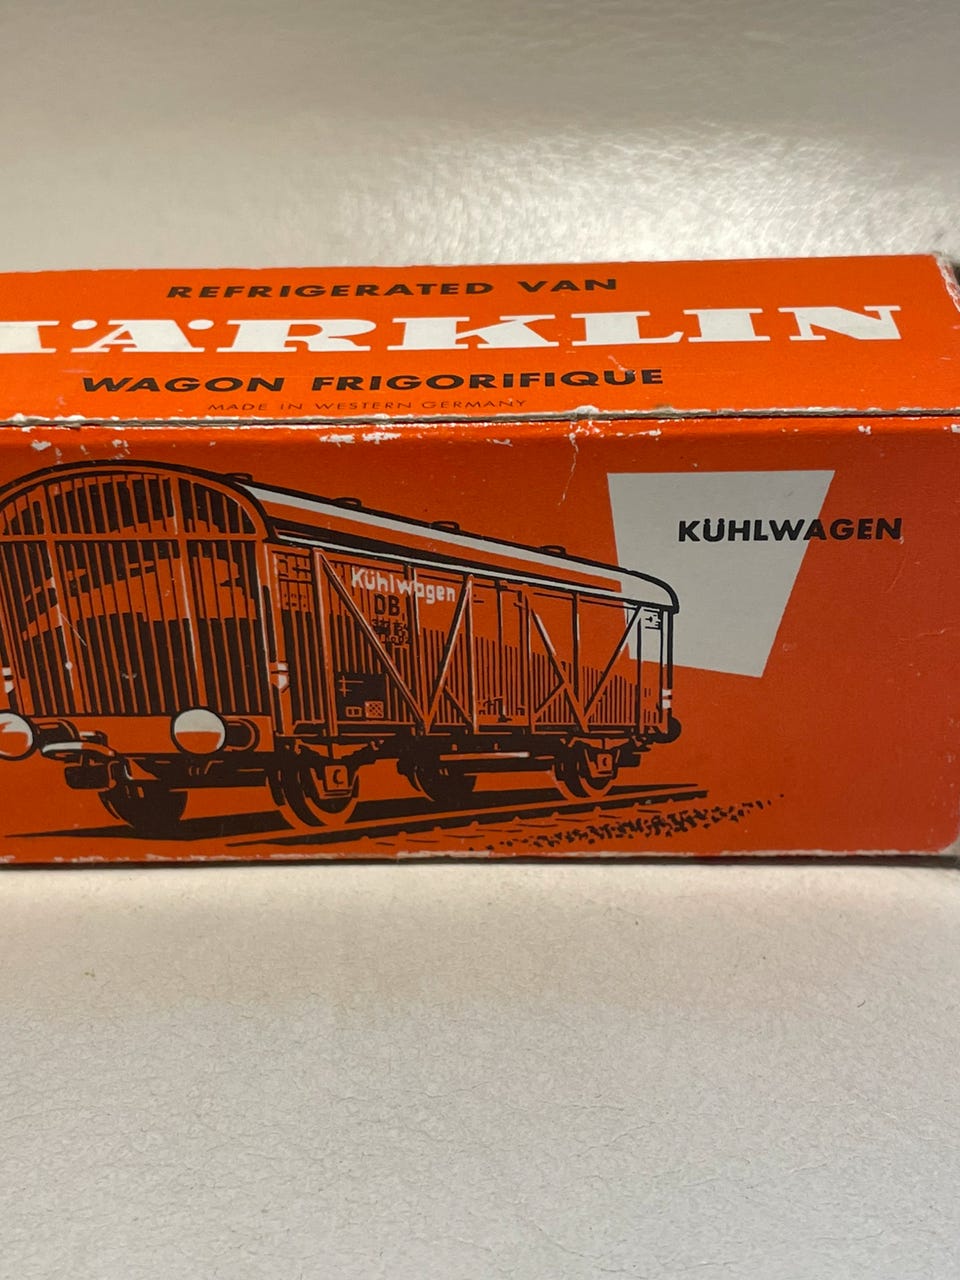 REFRIGERATED VAN
MÄRKLIN
WAGON FRIGORIFIQUE
MADE IN WESTERN GERMANY
KÜHLWAGEN
Kühlwagen
DB